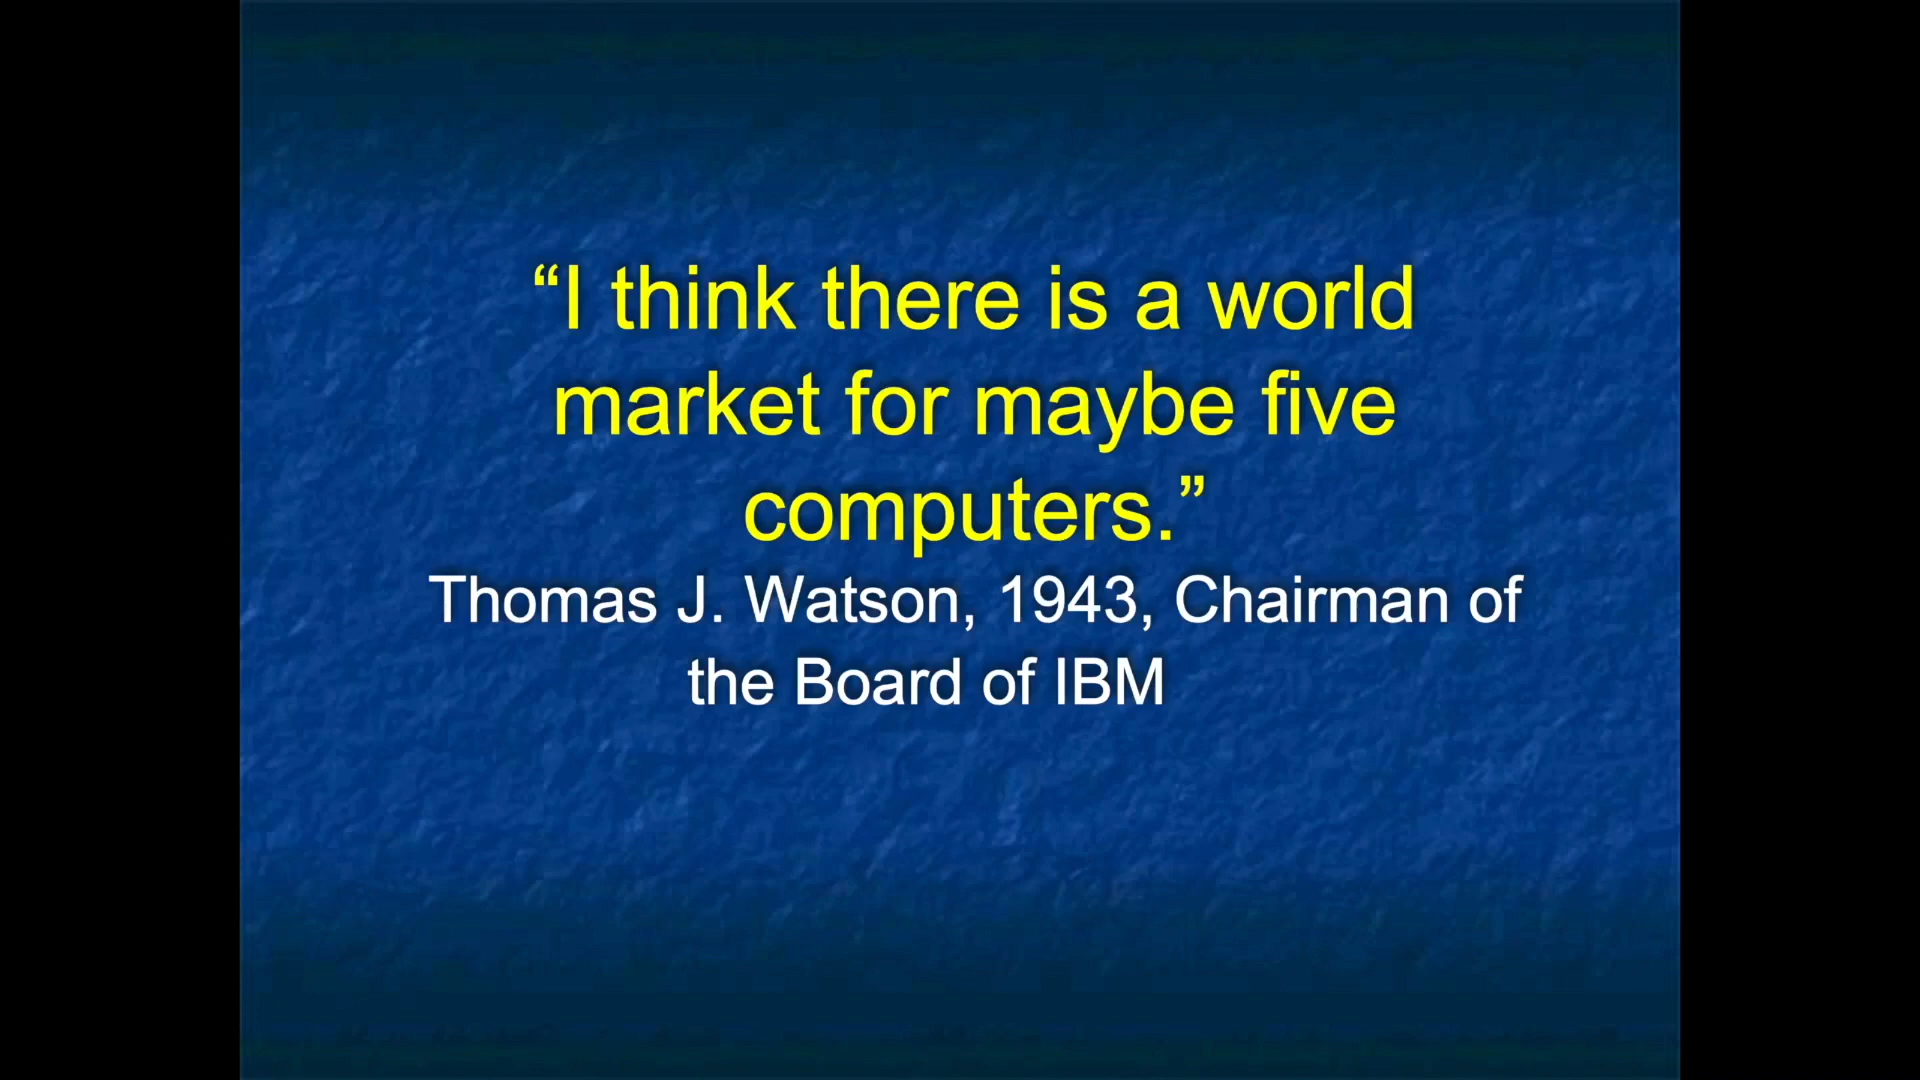 “I think there is a world
market for maybe five
computers.”
Thomas J. Watson, 1943, Chairman of
the Board of IBM